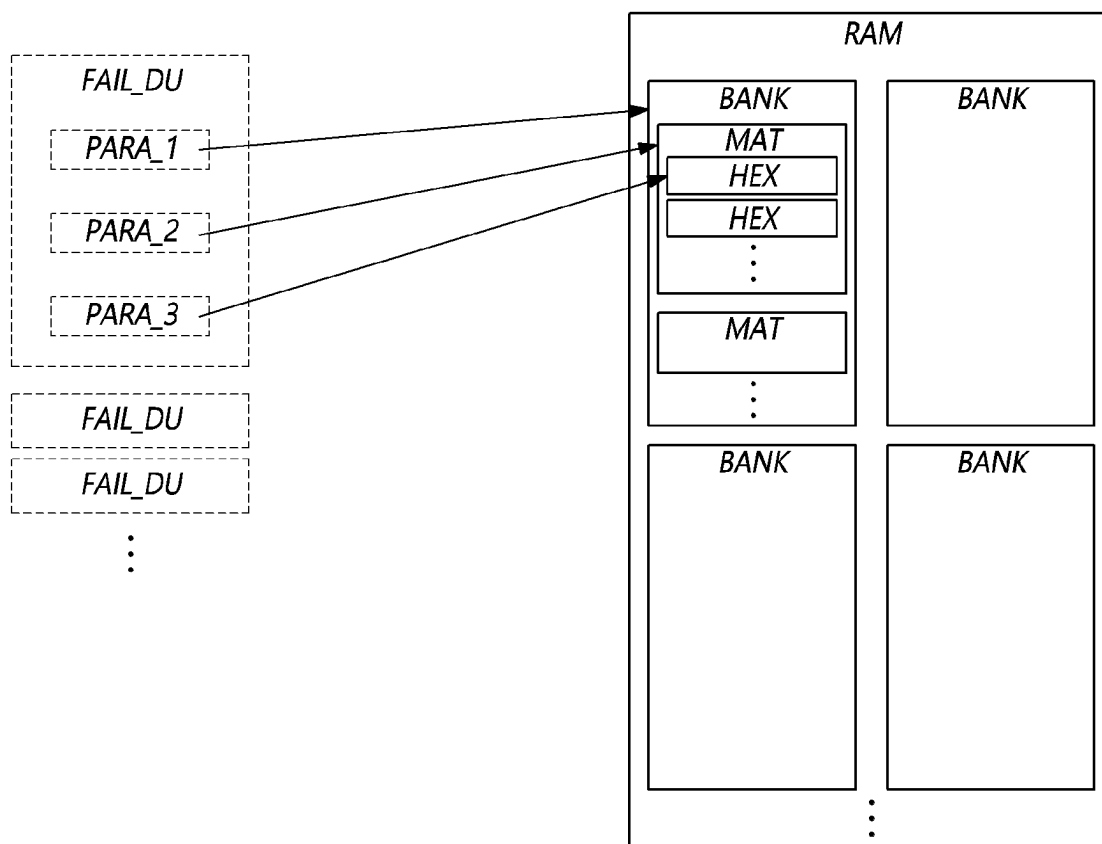 FAIL_DU
PARA_1
PARA_2
PARA_3
FAIL_DU
FAIL_DU
RAM
BANK
MAT
HEX
HEX
MAT
BANK
BANK
BANK